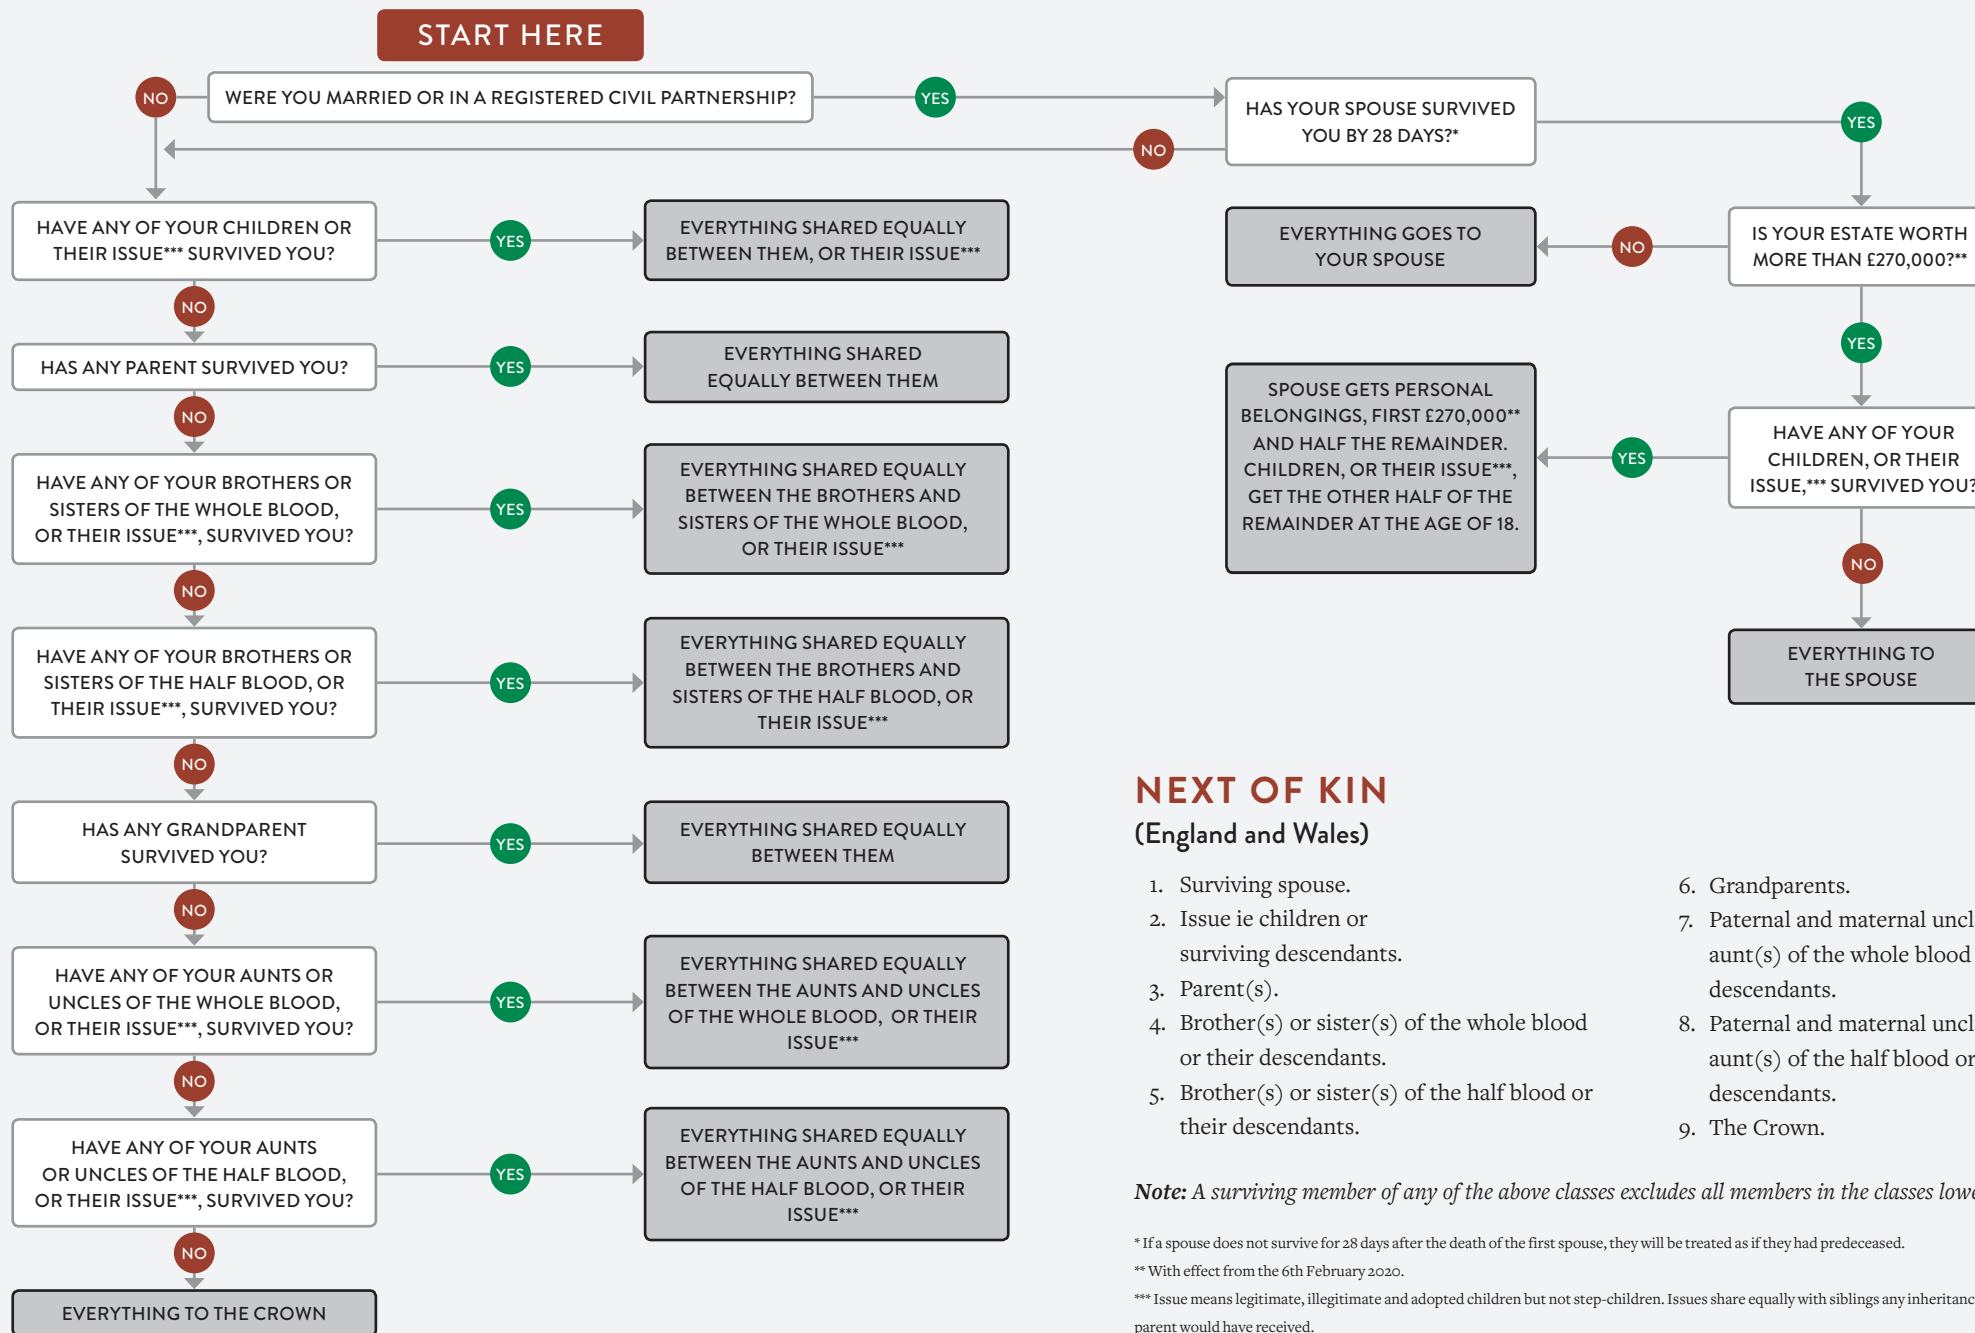 START HERE
NO
WERE YOU MARRIED OR IN A REGISTERED CIVIL PARTNERSHIP?
YES
HAS YOUR SPOUSE SURVIVED
YOU BY 28 DAYS?*
YES
NO
HAVE ANY OF YOUR CHILDREN OR
THEIR ISSUE*** SURVIVED YOU?
YES
EVERYTHING SHARED EQUALLY
BETWEEN THEM, OR THEIR ISSUE***
NO
HAS ANY PARENT SURVIVED YOU?
YES
EVERYTHING SHARED
EQUALLY BETWEEN THEM
NO
HAVE ANY OF YOUR BROTHERS OR
SISTERS OF THE WHOLE BLOOD,
OR THEIR ISSUE***, SURVIVED YOU?
YES
EVERYTHING SHARED EQUALLY
BETWEEN THE BROTHERS AND
SISTERS OF THE WHOLE BLOOD,
OR THEIR ISSUE***
NO
HAVE ANY OF YOUR BROTHERS OR
SISTERS OF THE HALF BLOOD, OR
THEIR ISSUE***, SURVIVED YOU?
YES
EVERYTHING SHARED EQUALLY
BETWEEN THE BROTHERS AND
SISTERS OF THE HALF BLOOD, OR
THEIR ISSUE***
NO
HAS ANY GRANDPARENT
SURVIVED YOU?
YES
EVERYTHING SHARED EQUALLY
BETWEEN THEM
NO
HAVE ANY OF YOUR AUNTS OR
UNCLES OF THE WHOLE BLOOD,
OR THEIR ISSUE***, SURVIVED YOU?
YES
EVERYTHING SHARED EQUALLY
BETWEEN THE AUNTS AND UNCLES
OF THE WHOLE BLOOD, OR THEIR
ISSUE***
NO
HAVE ANY OF YOUR AUNTS
OR UNCLES OF THE HALF BLOOD,
OR THEIR ISSUE***, SURVIVED YOU?
YES
EVERYTHING SHARED EQUALLY
BETWEEN THE AUNTS AND UNCLES
OF THE HALF BLOOD, OR THEIR
ISSUE***
NO
EVERYTHING TO THE CROWN
EVERYTHING GOES TO
YOUR SPOUSE
NO
IS YOUR ESTATE WORTH
MORE THAN £270,000?**
YES
SPOUSE GETS PERSONAL
BELONGINGS, FIRST £270,000**
AND HALF THE REMAINDER.
CHILDREN, OR THEIR ISSUE***,
GET THE OTHER HALF OF THE
REMAINDER AT THE AGE OF 18.
YES
HAVE ANY OF YOUR
CHILDREN, OR THEIR
ISSUE,*** SURVIVED YOU?
NO
EVERYTHING TO
THE SPOUSE
NEXT OF KIN
(England and Wales)
1. Surviving spouse.
2. Issue ie children or
surviving descendants.
3. Parent(s).
4. Brother(s) or sister(s) of the whole blood
or their descendants.
5. Brother(s) or sister(s) of the half blood or
their descendants.
6. Grandparents.
7. Paternal and maternal
aunt(s) of the whole blood
descendants.
8. Paternal and maternal
aunt(s) of the half blood or
descendants.
9. The Crown.
Note: A surviving member of any of the above classes excludes all members in the classes
* If a spouse does not survive for 28 days after the death of the first spouse, they will be treated as if they had predeceased.
** With effect from the 6th February 2020.
*** Issue means legitimate, illegitimate and adopted children but not step-children. Issues share equally with siblings any
parent would have received.